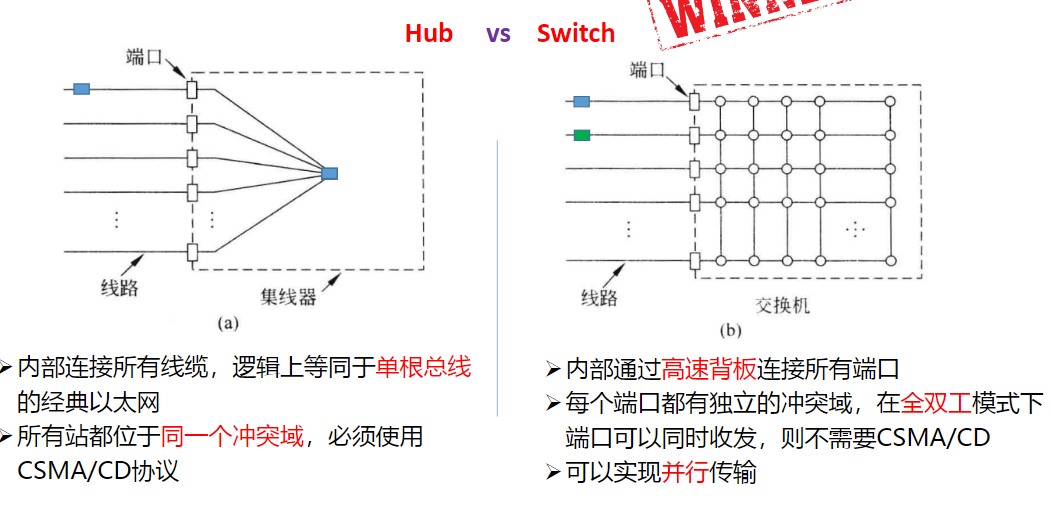 Hub vs Switch
端口
线路
集线器
(a)
➢内部连接所有线缆，逻辑上等同于单根总线
的经典以太网
➢所有站都位于同一个冲突域，必须使用
CSMA/CD协议
端口
线路
交换机
(b)
➢内部通过高速背板连接所有端口
➢每个端口都有独立的冲突域，在全双工模式下
端口可以同时收发，则不需要CSMA/CD
➢可以实现并行传输